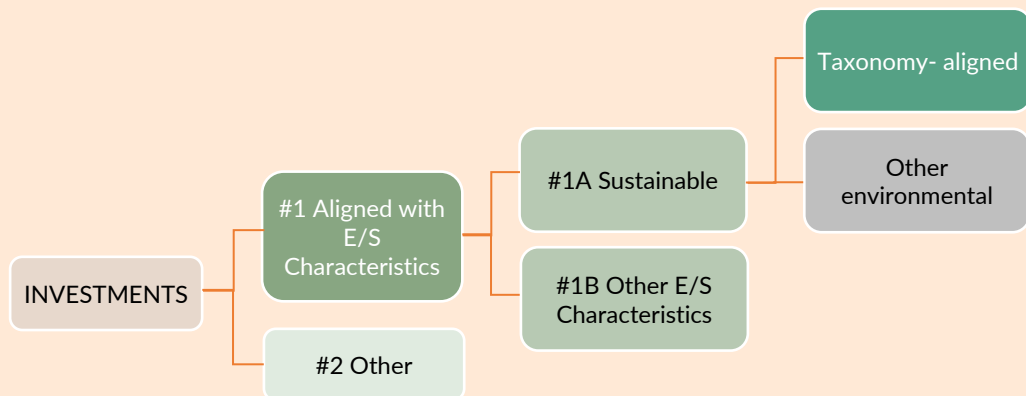 Taxonomy- aligned
Other
environmental
#1A Sustainable
#1 Aligned with
E/S
Characteristics
#1B Other E/S
Characteristics
INVESTMENTS
#2 Other